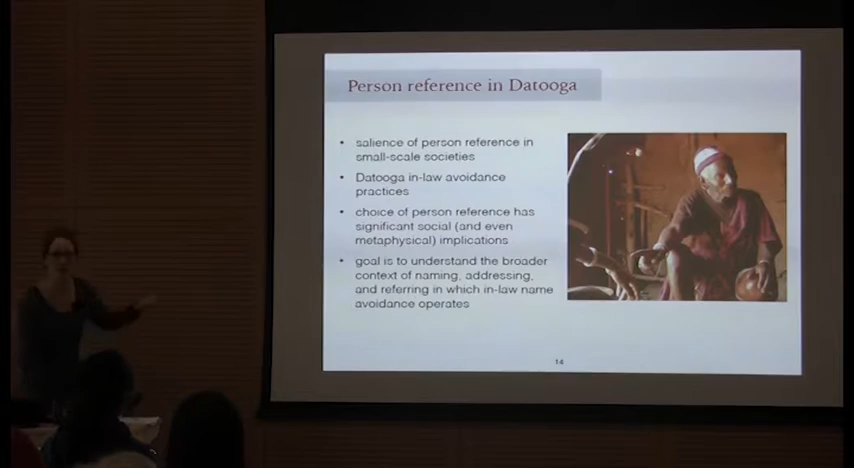 Person reference in Datooga
• salience of person reference in
small-scale societies
• Datooga in-law avoidance
practices
• choice of person reference has
significant social (and even
metaphysical) implications
• goal is to understand the broader
context of naming, addressing,
and referring in which in-law name
avoidance operates
14